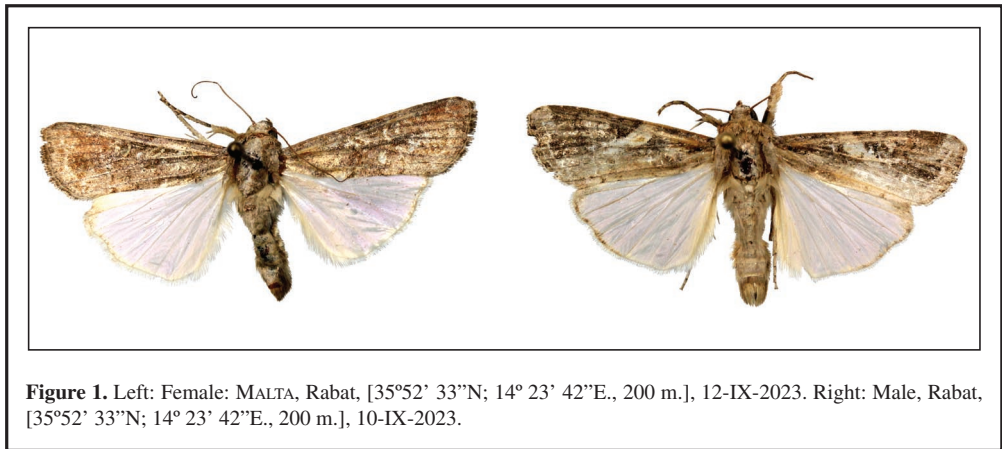 Figure 1. Left: Female: MALTA, Rabat, [35º52’ 33”N; 14º 23’ 42”E., 200 m.], 12-IX-2023. Right: Male, Rabat,
[35º52’ 33”N; 14º 23’ 42”E., 200 m.], 10-IX-2023.